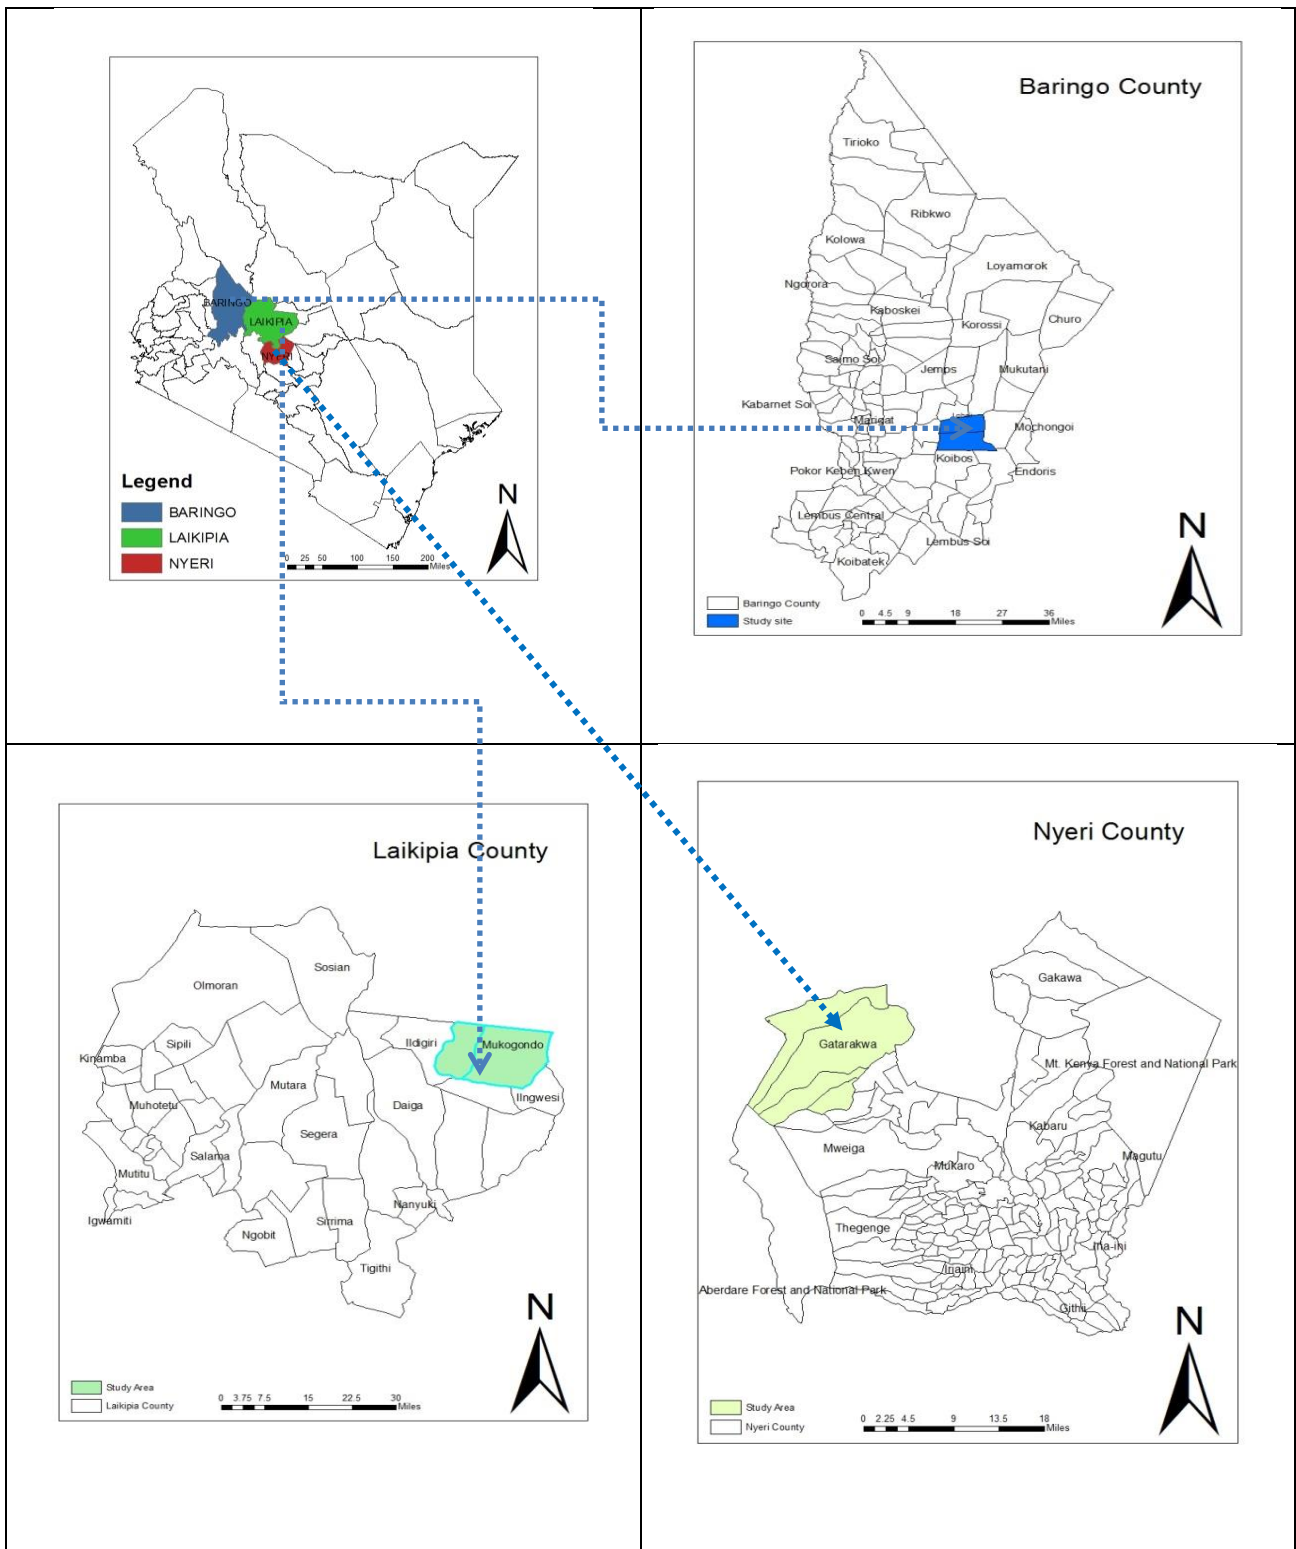 BARINGO
LAIKIPIA
NYERI
Legend
BARINGO
LAIKIPIA
NYERI
N
0 25 50 100 150 200
Miles
Baringo County
Tirioko
Ribkwo
Kolowa
Loyamorok
Ngorora
Kaboskei
Korossi
Churo
Saimo Soi
Jemps
Mukutani
Kabarnet Soi
Marigat
Mochongoi
Koibos
Pokor Keben Kwen
Endoris
Lembus Central
Lembus Soi
Koibatek
N
Baringo County
Study site
0 4.5 9 18 27 36
Miles
Laikipia County
Sosian
Olmoran
Ildigiri
Mukogondo
Sipili
Kinamba
Mutara
IIngwesi
Muhotetu
Daiga
Segera
Salama
Mutitu
Nanyuki
Igwamiti
Sirrima
Ngobit
Tigithi
N
Study Area
Laikipia County
0 3.75 7.5 15 22.5 30
Miles
Nyeri County
Gakawa
Gatarakwa
Mt. Kenya Forest and National Park
Kabaru
Mweiga
Magutu
Mukaro
Thegenge
Iria-ini
Iriaini
Aberdare Forest and National Park
Githi
N
Study Area
Nyeri County
0 2.25 4.5 9 13.5 18
Miles